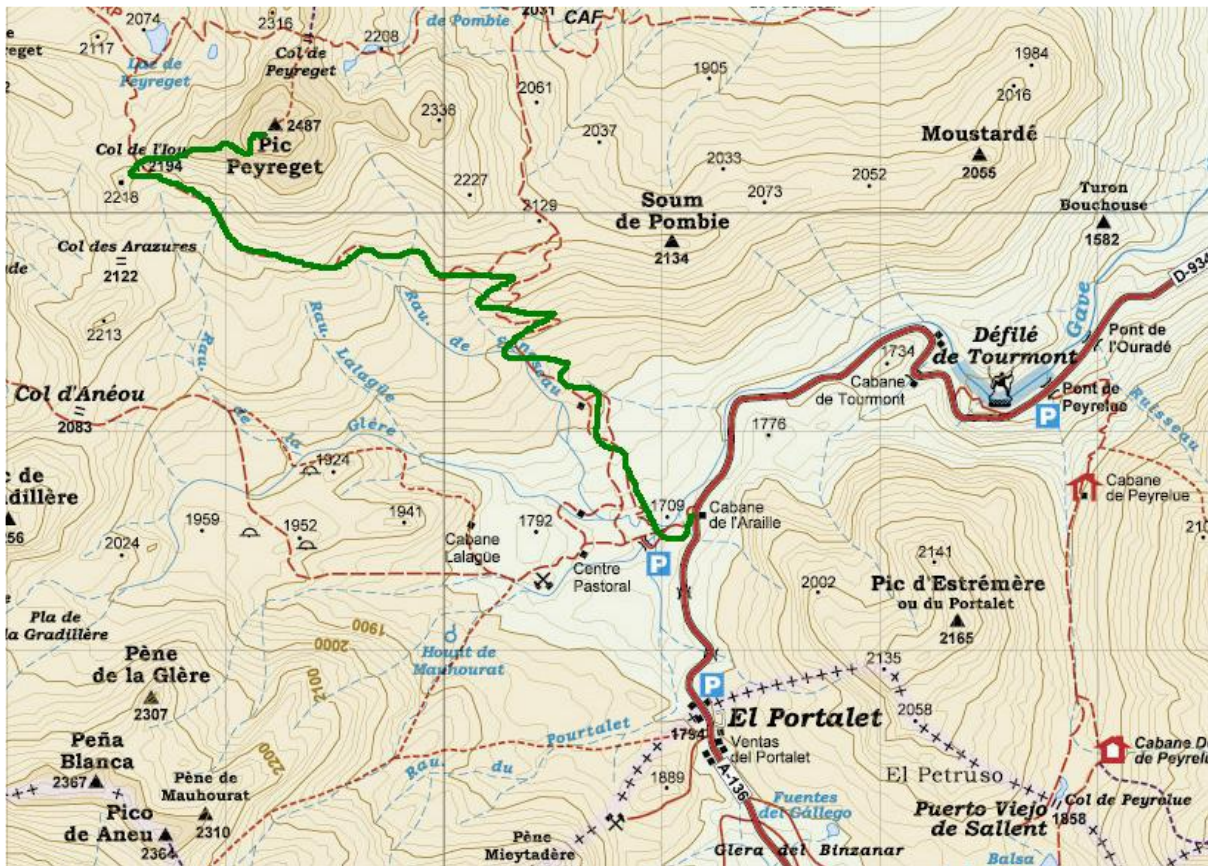 2074
2316
de Pombie
2031
CAF
2117
2208
Col de
Peyreget
Lac de
Peyreget
1984
1905
2016
2061
2338
2487
2037
Moustardé
2055
Col de l'Iou
2194
Pic
Peyreget
2033
2052
2073
2218
2227
2129
Soum
de Pombie
2134
Turon
Bouchouse
1582
Col des Arazures
2122
D-934
Gave
2213
Rau.
Lalagüe
Rau.
de
Gensseau
Rau.
de
la
Glère
Défilé
de Tourmont
Pont de
l'Ouradé
1734
Cabane
de Tourmont
Pont de
Peyrelue
P
Ruisseau
Col d'Anéou
2083
1776
1924
1709
Cabane
de l'Araille
Cabane
de Peyrelue
1959
1952
1941
1792
2024
Cabane
Lalagüe
Centre
Pastoral
P
2141
2002
Pic d'Estrémère
ou du Portalet
2165
Pla de
la Gradillère
1900
2000
2100
2200
Hount de
Mauhourat
Pène
de la Glère
2307
2135
P
2058
El Portalet
1794
Ventas
del Portalet
Pourtalet
du
Rau.
A-136
1889
Peña
Blanca
2367
Pène de
Mauhourat
2310
Pico
de Aneu
2364
El Petruso
Puerto Viejo
de Sallent
Col de Peyrelue
1858
de Peyrelue
Fuentes
del Gállego
Pène
Mieytadère
Glera del Binzanar
Balsa